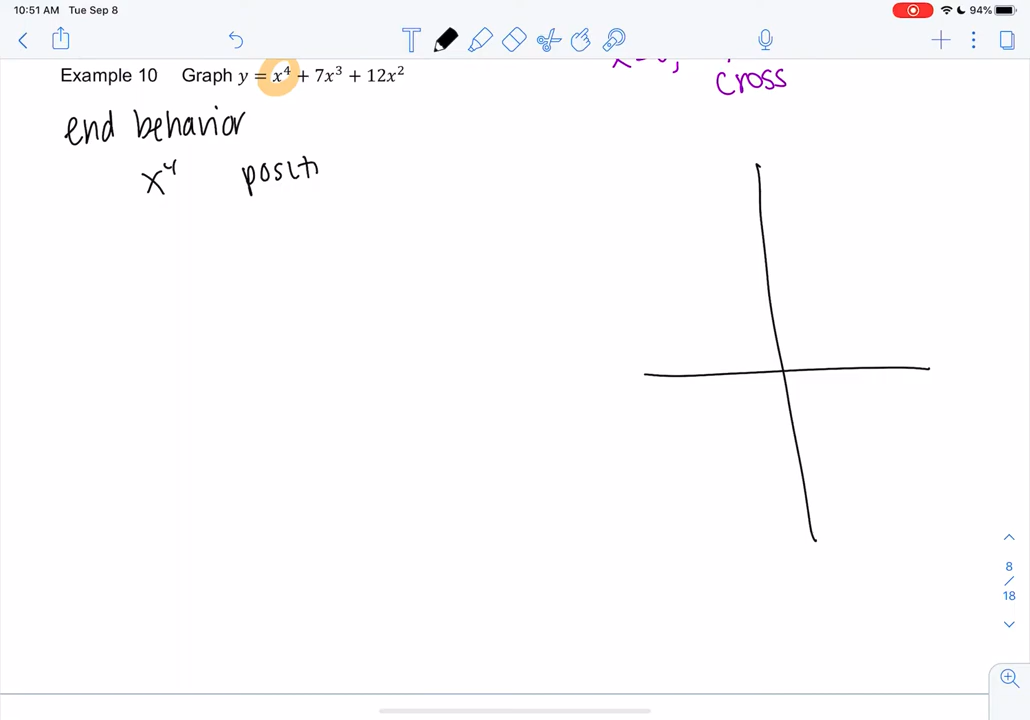 10:51 AM Tue Sep 8
94%
Example 10 Graph y = x⁴ + 7x³ + 12x²
cross
end behavior
x⁴ posit
8
/
18